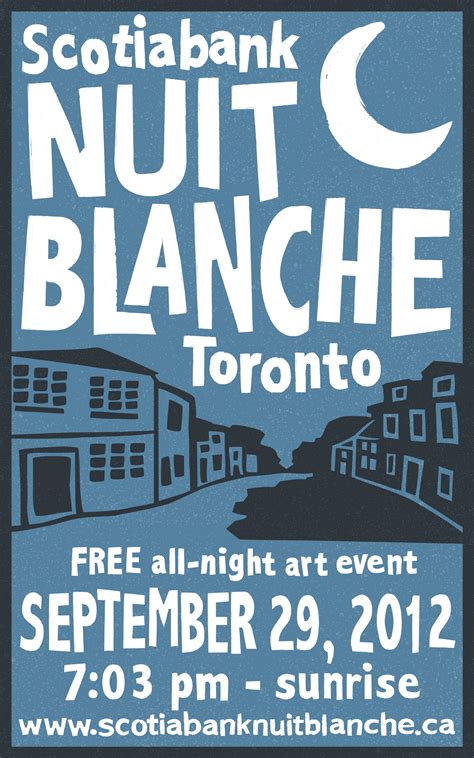 Scotiabank
NUIT
BLANCHE
Toronto
FREE all-night art event
SEPTEMBER 29, 2012
7:03 pm - sunrise
www.scotiabanknuitblanche.ca